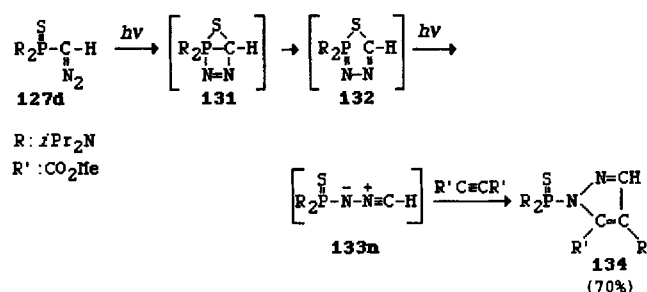 S S S
R₂P-C-H hν R₂P C-H R₂P C-H hν
N₂ N=N N-N
127d 131 132
R: iPr₂N
R' :CO₂Me
S N=CH
R₂P-N-N≡C-H R'C≡CR' R₂P-N
- + C=C
133n R' R
134
(70%)